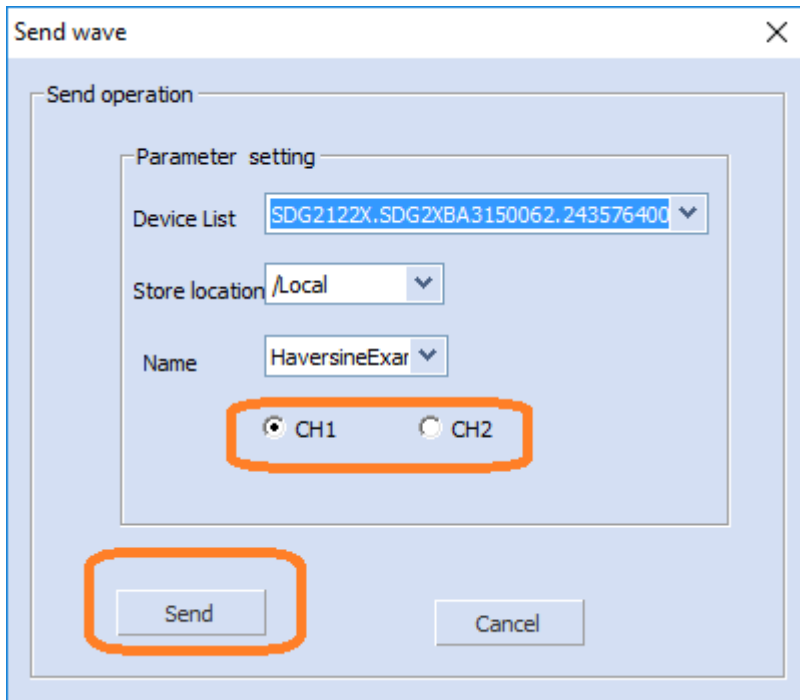 Send wave
Send operation
Parameter setting
Device List SDG2122X.SDG2XBA3150062.243576400
Store location /Local
Name HaversineExar
CH1 CH2
Send Cancel